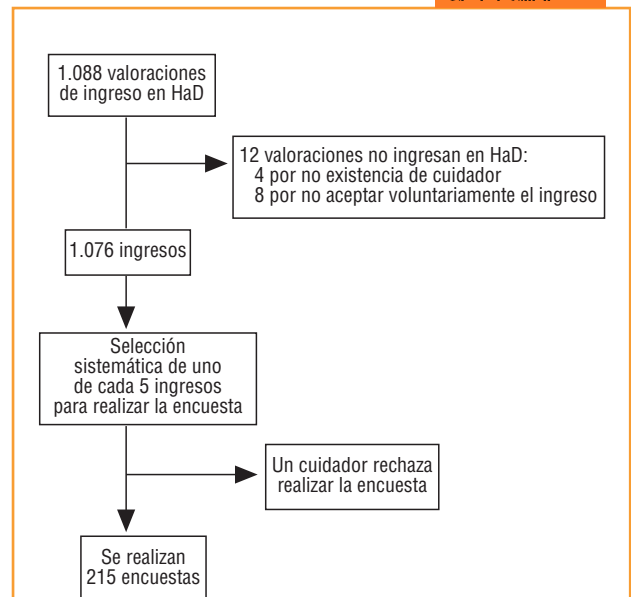 1.088 valoraciones
de ingreso en HaD
12 valoraciones no ingresan en HaD:
4 por no existencia de cuidador
8 por no aceptar voluntariamente el ingreso
1.076 ingresos
Selección
sistemática de uno
de cada 5 ingresos
para realizar la encuesta
Un cuidador rechaza
realizar la encuesta
Se realizan
215 encuestas